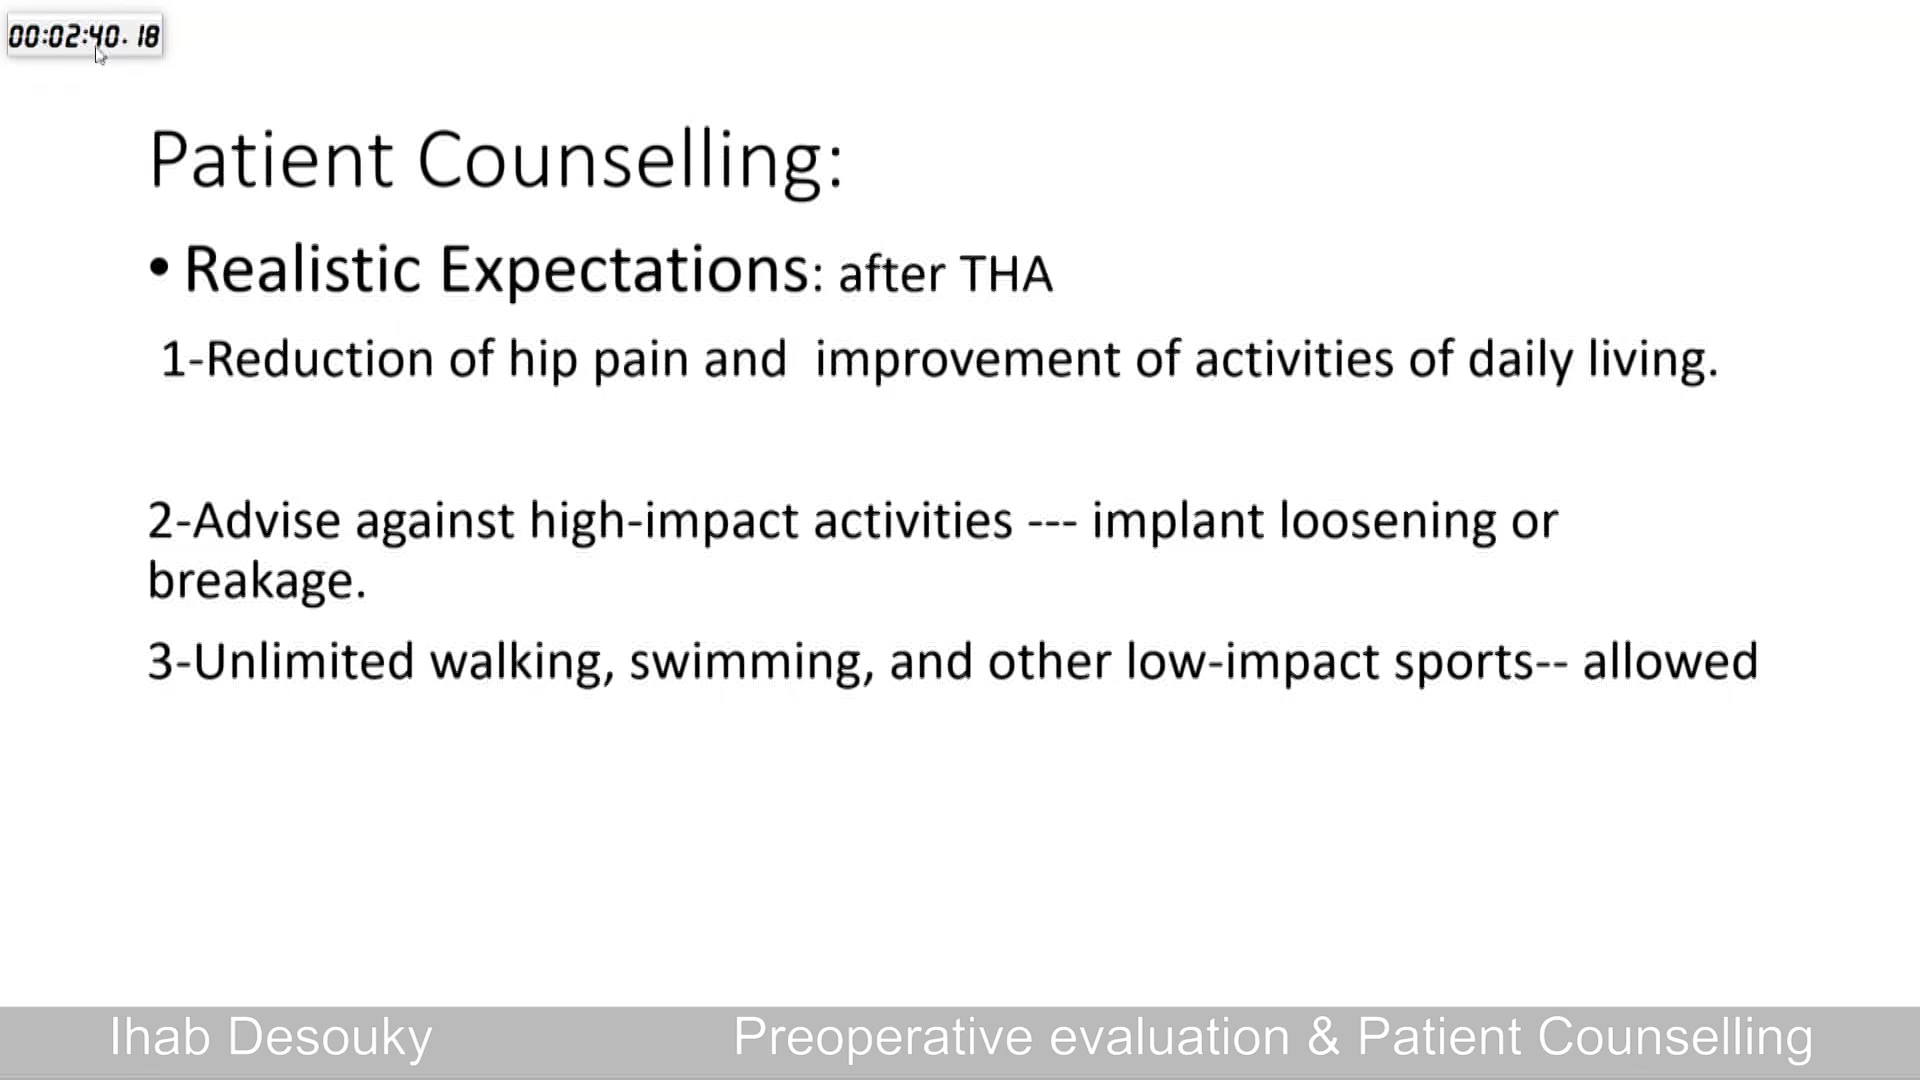 00:02:40.18
Patient Counselling:
• Realistic Expectations: after THA
1-Reduction of hip pain and  improvement of activities of daily living.
2-Advise against high-impact activities --- implant loosening or
breakage.
3-Unlimited walking, swimming, and other low-impact sports-- allowed
Ihab Desouky
Preoperative evaluation & Patient Counselling